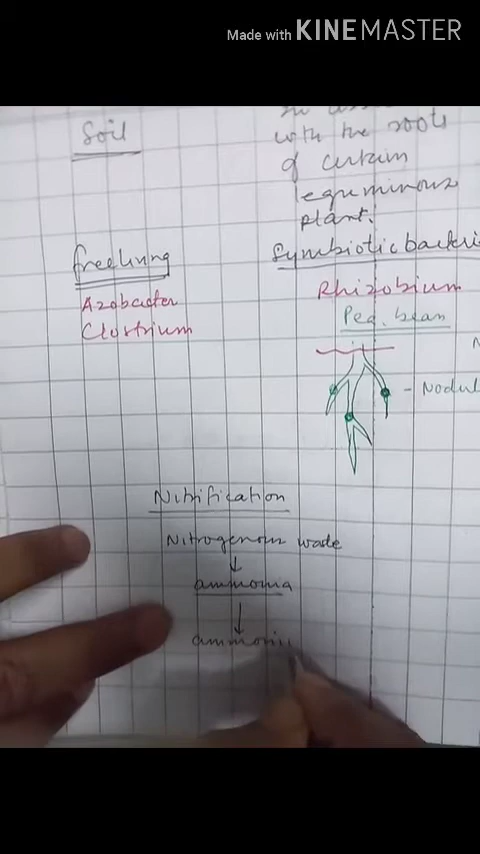 Made with KINEMASTER
Soil
with the roots
of certain
leguminous
plant.
freeliving
Azobacter
Clostrium
Symbiotic bacteri
Rhizobium
Pea. bean
- Nodul
Nitrification
Nitrogenous waste
↓
ammonia
↓
ammoniu